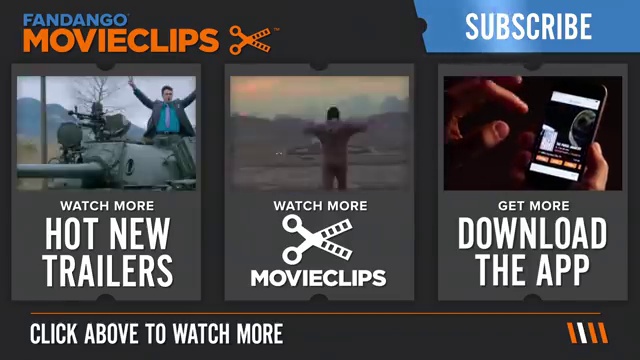 FANDANGO
MOVIECLIPS
SUBSCRIBE
WATCH MORE
HOT NEW
TRAILERS
WATCH MORE
MOVIECLIPS
GET MORE
DOWNLOAD
THE APP
CLICK ABOVE TO WATCH MORE